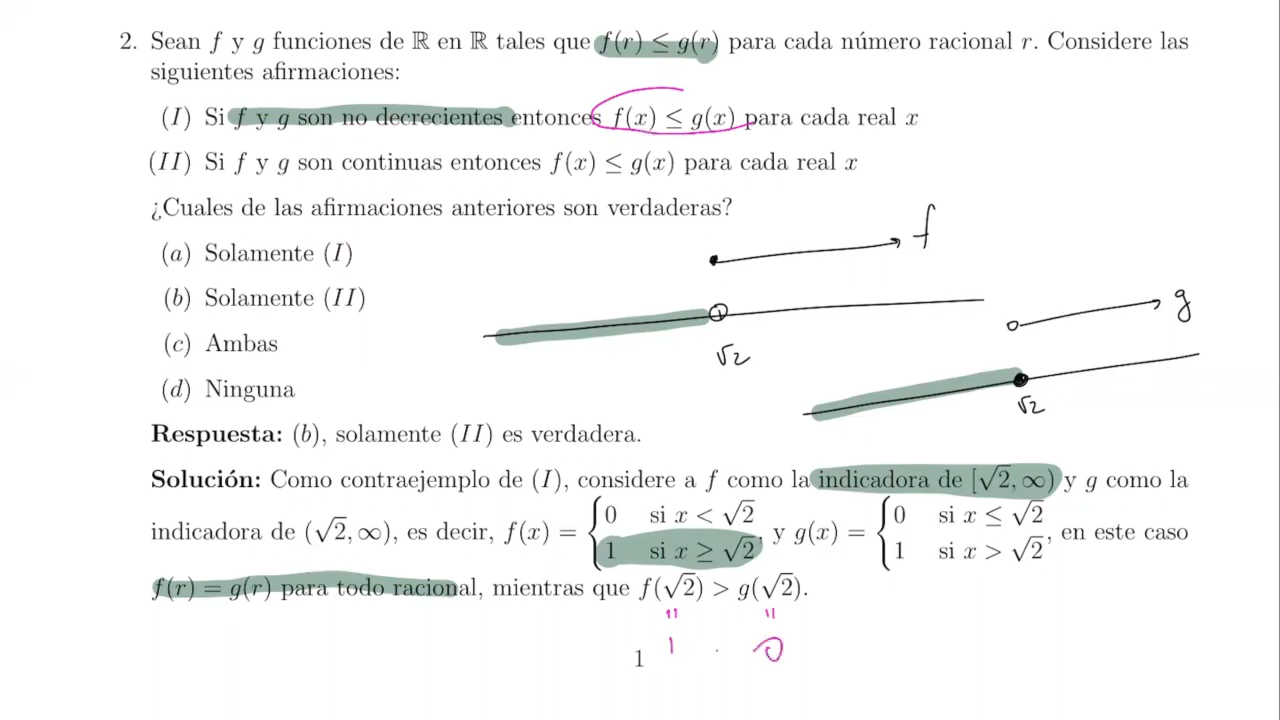 2. Sean f y g funciones de ℝ en ℝ tales que f(r) ≤ g(r) para cada número racional r. Considere las
siguientes afirmaciones:
(I) Si f y g son no decrecientes entonces f(x) ≤ g(x) para cada real x
(II) Si f y g son continuas entonces f(x) ≤ g(x) para cada real x
¿Cuales de las afirmaciones anteriores son verdaderas?
f
(a) Solamente (I)
(b) Solamente (II)
g
(c) Ambas
√2
(d) Ninguna
√2
Respuesta: (b), solamente (II) es verdadera.
Solución: Como contraejemplo de (I), considere a f como la indicadora de [√2, ∞) y g como la
indicadora de (√2, ∞), es decir, f(x) = {0 si x < √2 1 si x ≥ √2, y g(x) = {0 si x ≤ √2 1 si x > √2, en este caso
f(r) = g(r) para todo racional, mientras que f(√2) > g(√2).
" "
1 0
1